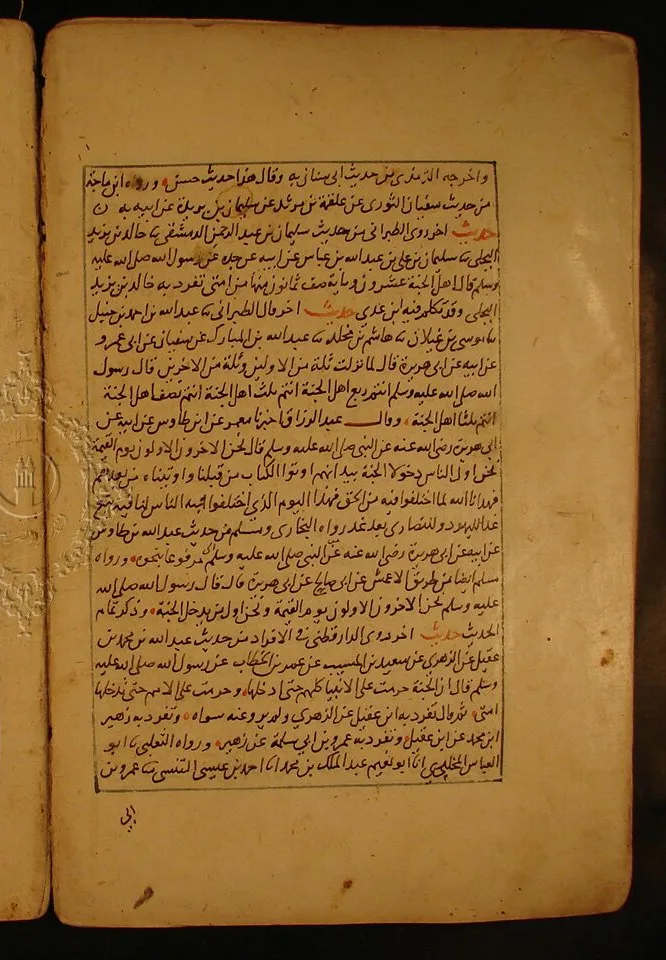 واخرجه الترمذي من حديث ابي سنان به وقال هذا حديث حسن ورواه ابن ماجة
من حديث سفيان الثوري عن علقمة بن مرثد عن سليمان بن بريدة عن ابيه به
حديث اخر روى الطبراني من حديث سليمان بن عبد الرحمن الدمشقي ثنا خالد بن يزيد
البجلي ثنا سليمان بن علي بن عبد الله بن عباس عن ابيه عن جده عن رسول الله صلى الله عليه
وسلم قال اهل الجنة عشرون وماية صف ثمانون منها من امتي تفرد به خالد بن يزيد
البجلي وقد تكلم فيه ابن عدي حديث اخر قال الطبراني ثنا عبد الله بن احمد بن حنبل
ثنا موسى بن غيلان ثنا هاشم بن مخلد ثنا عبد الله بن المبارك عن سفيان عن ابي عمرو
عن ابيه عن ابي هريرة قال لما نزلت ثلة من الاولين وثلة من الاخرين قال رسول
الله صلى الله عليه وسلم انتم ربع اهل الجنة انتم ثلث اهل الجنة انتم نصف اهل الجنة
انتم ثلثا اهل الجنة وقال عبد الرزاق اخبرنا معمر عن ابن طاوس عن ابيه عن
ابي هريرة رضي الله عنه عن النبي صلى الله عليه وسلم قال نحن الاخرون الاولون يوم القيمة
نحن اول الناس دخولا الجنة بيد انهم اوتوا الكتاب من قبلنا واوتيناه من بعدهم
فهدانا الله لما اختلفوا فيه من الحق فهذا اليوم الذي اختلفوا فيه الناس لنا فيه تبع
غدا لليهود وللنصارى بعد غد رواه البخاري ومسلم من حديث عبد الله بن طاوس
عن ابيه عن ابي هريرة رضي الله عنه عن النبي صلى الله عليه وسلم مرفوعا بنحوه ورواه
مسلم ايضا من طريق الاعمش عن ابي صالح عن ابي هريرة قال قال رسول الله صلى الله
عليه وسلم نحن الاخرون الاولون يوم القيمة ونحن اول من يدخل الجنة وذكر تمام
الحديث حديث اخر روى الدارقطني في الافراد من حديث عبد الله بن محمد بن
عقيل عن الزهري عن سعيد بن المسيب عن عمر بن الخطاب عن رسول الله صلى الله عليه
وسلم قال ان الجنة حرمت على الانبيا كلهم حتى ادخلها وحرمت على الامم حتى تدخلها
امتي ثم قال تفرد به ابن عقيل عن الزهري ولم يرو عنه سواه وتفرد به زهير
ابن محمد عن ابن عقيل وتفرد به عمرو بن ابي سلمة عن زهير ورواه الثعلبي ثنا ابو
العباس المخلدي انا ابو نعيم عبد الملك بن محمد انا احمد بن عيسى التنيسي ثنا عمرو بن
ابي